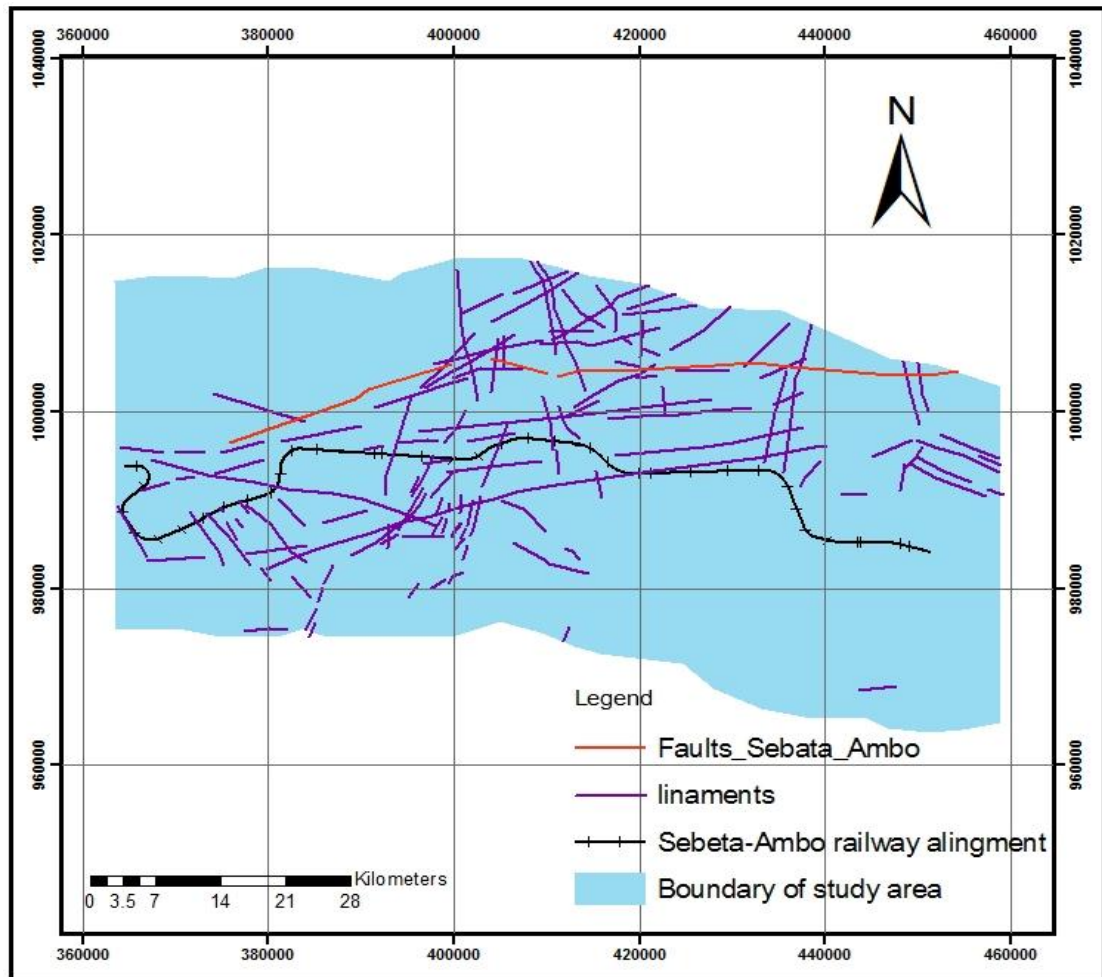 360000 380000 400000 420000 440000 460000
1040000 1040000
N
1020000 1020000
1000000 1000000
980000 980000
Legend
Faults_Sebata_Ambo
960000 960000
linaments
Sebeta-Ambo railway alingment
Kilometers
Boundary of study area
0 3.5 7 14 21 28
360000 380000 400000 420000 440000 460000